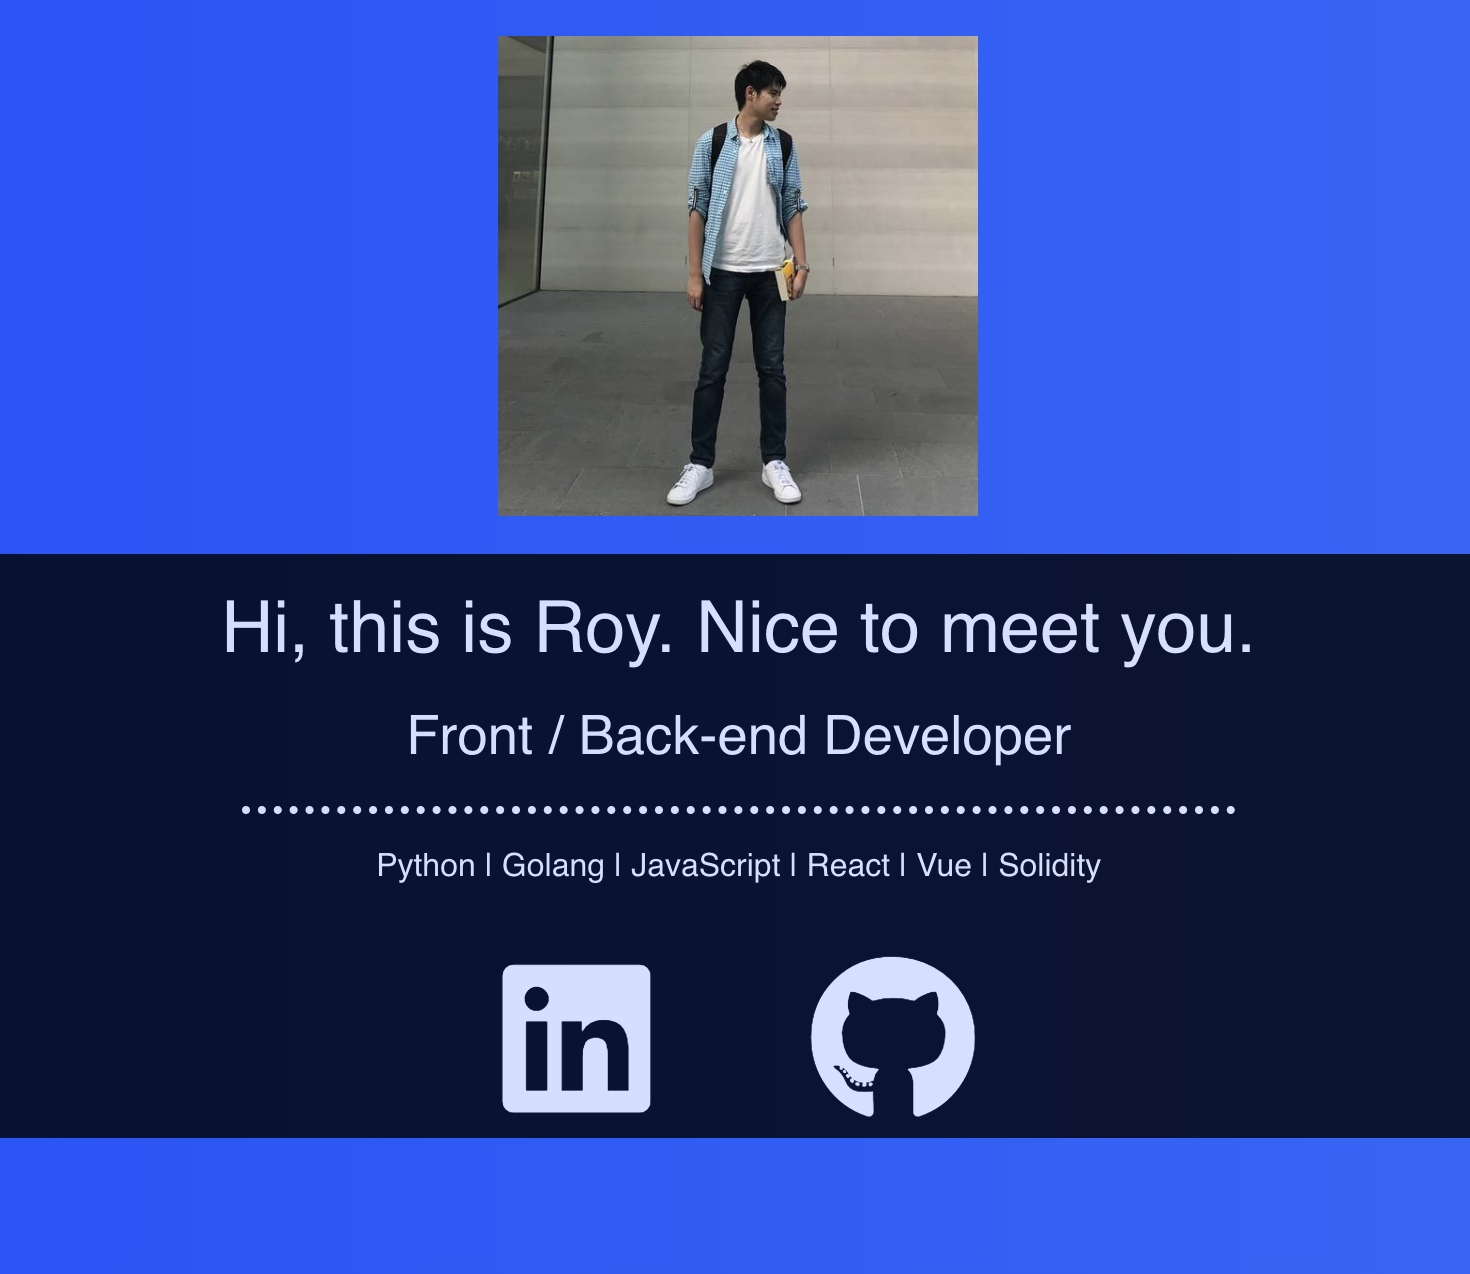 Hi, this is Roy. Nice to meet you.
Front / Back-end Developer
Python | Golang | JavaScript | React | Vue | Solidity
in